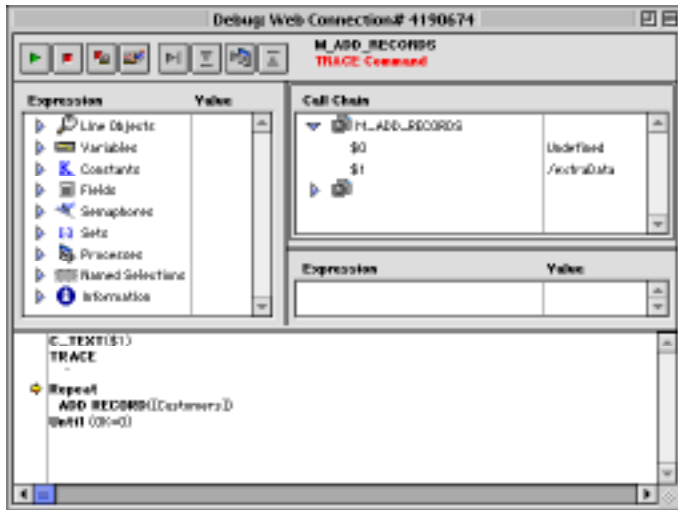 Debug: Web Connection# 4190674
M_ADD_RECORDS
TRACE Command
Expression Value
Line Objects
Variables
Constants
Fields
Semaphores
Sets
Processes
Named Selections
Information
Call Chain
M_ADD_RECORDS
$0 Undefined
$1 /extraData
Expression Value
C_TEXT($1)
TRACE
Repeat
ADD RECORD([Customers])
Until (OK=0)